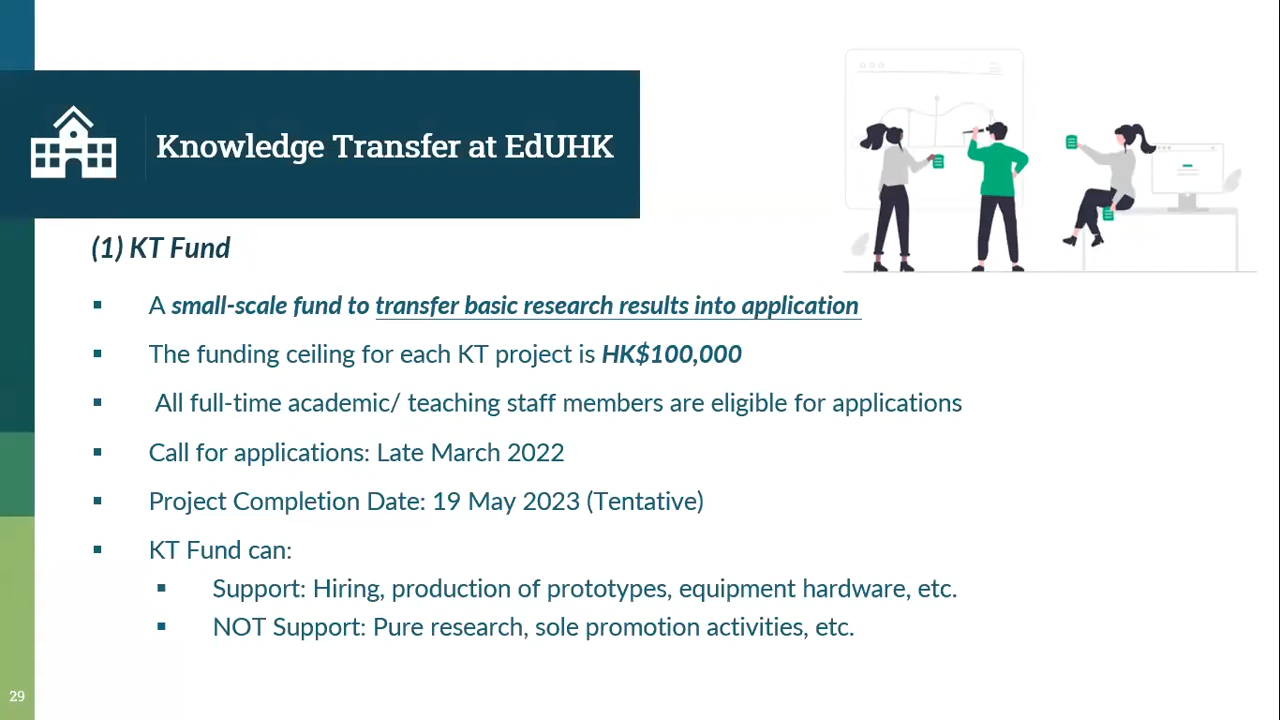 Knowledge Transfer at EdUHK
(1) KT Fund
▪ A small-scale fund to transfer basic research results into application
▪ The funding ceiling for each KT project is HK$100,000
▪ All full-time academic/ teaching staff members are eligible for applications
▪ Call for applications: Late March 2022
▪ Project Completion Date: 19 May 2023 (Tentative)
▪ KT Fund can:
▪ Support: Hiring, production of prototypes, equipment hardware, etc.
▪ NOT Support: Pure research, sole promotion activities, etc.
29